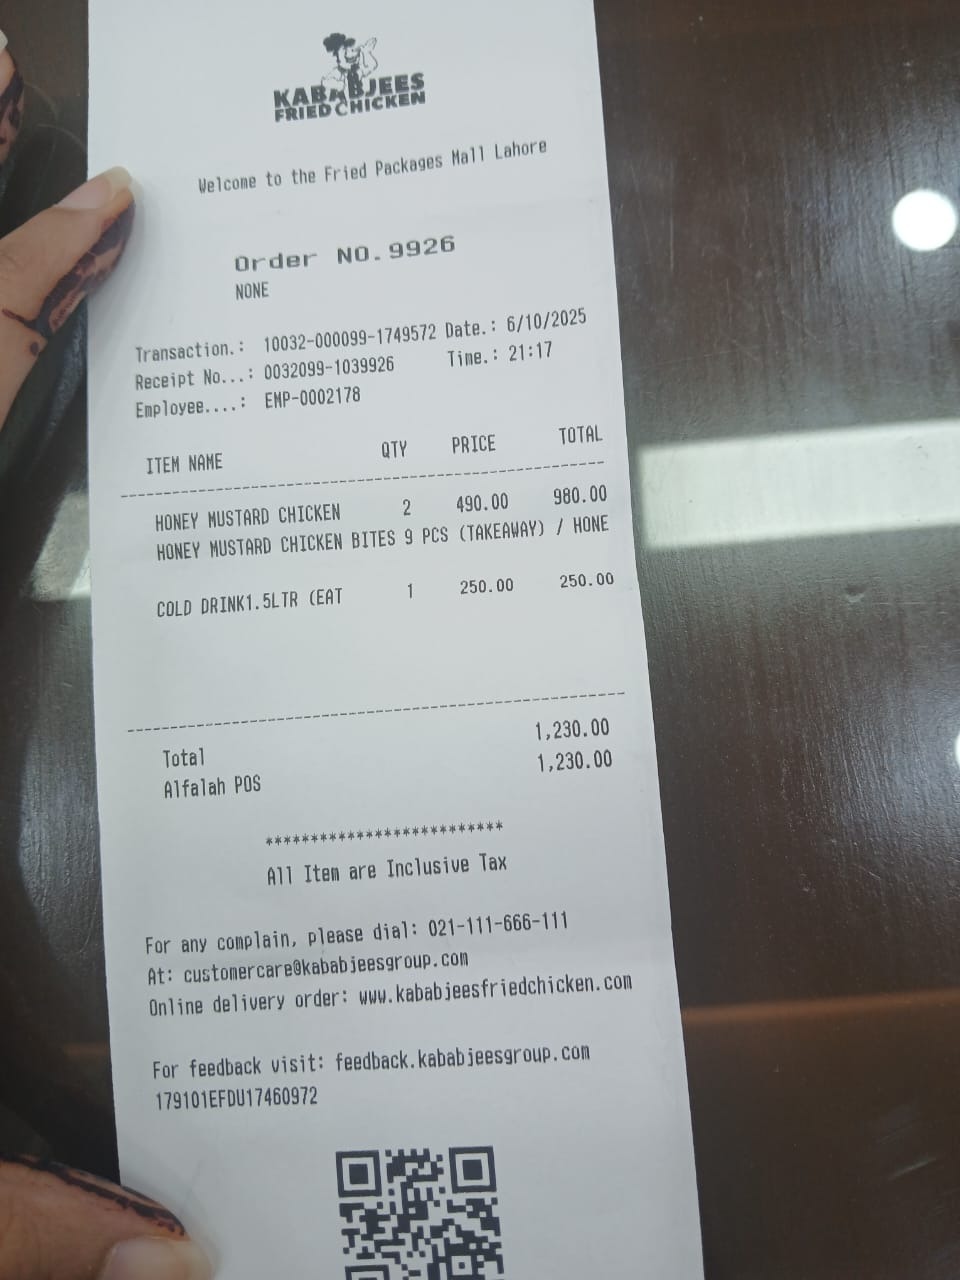 KABABJEES
FRIED CHICKEN
Welcome to the Fried Packages Mall Lahore
Order NO.9926
NONE
Transaction.: 10032-000099-1749572 Date.: 6/10/2025
Receipt No...: 0032099-1039926 Time.: 21:17
Employee....: EMP-0002178
ITEM NAME QTY PRICE TOTAL
HONEY MUSTARD CHICKEN 2 490.00 980.00
HONEY MUSTARD CHICKEN BITES 9 PCS (TAKEAWAY) / HONE
COLD DRINK1.5LTR (EAT 1 250.00 250.00
Total 1,230.00
Alfalah POS 1,230.00
**************************
All Item are Inclusive Tax
For any complain, please dial: 021-111-666-111
At: customercare@kababjeesgroup.com
Online delivery order: www.kababjeesfriedchicken.com
For feedback visit: feedback.kababjeesgroup.com
179101EFDU17460972